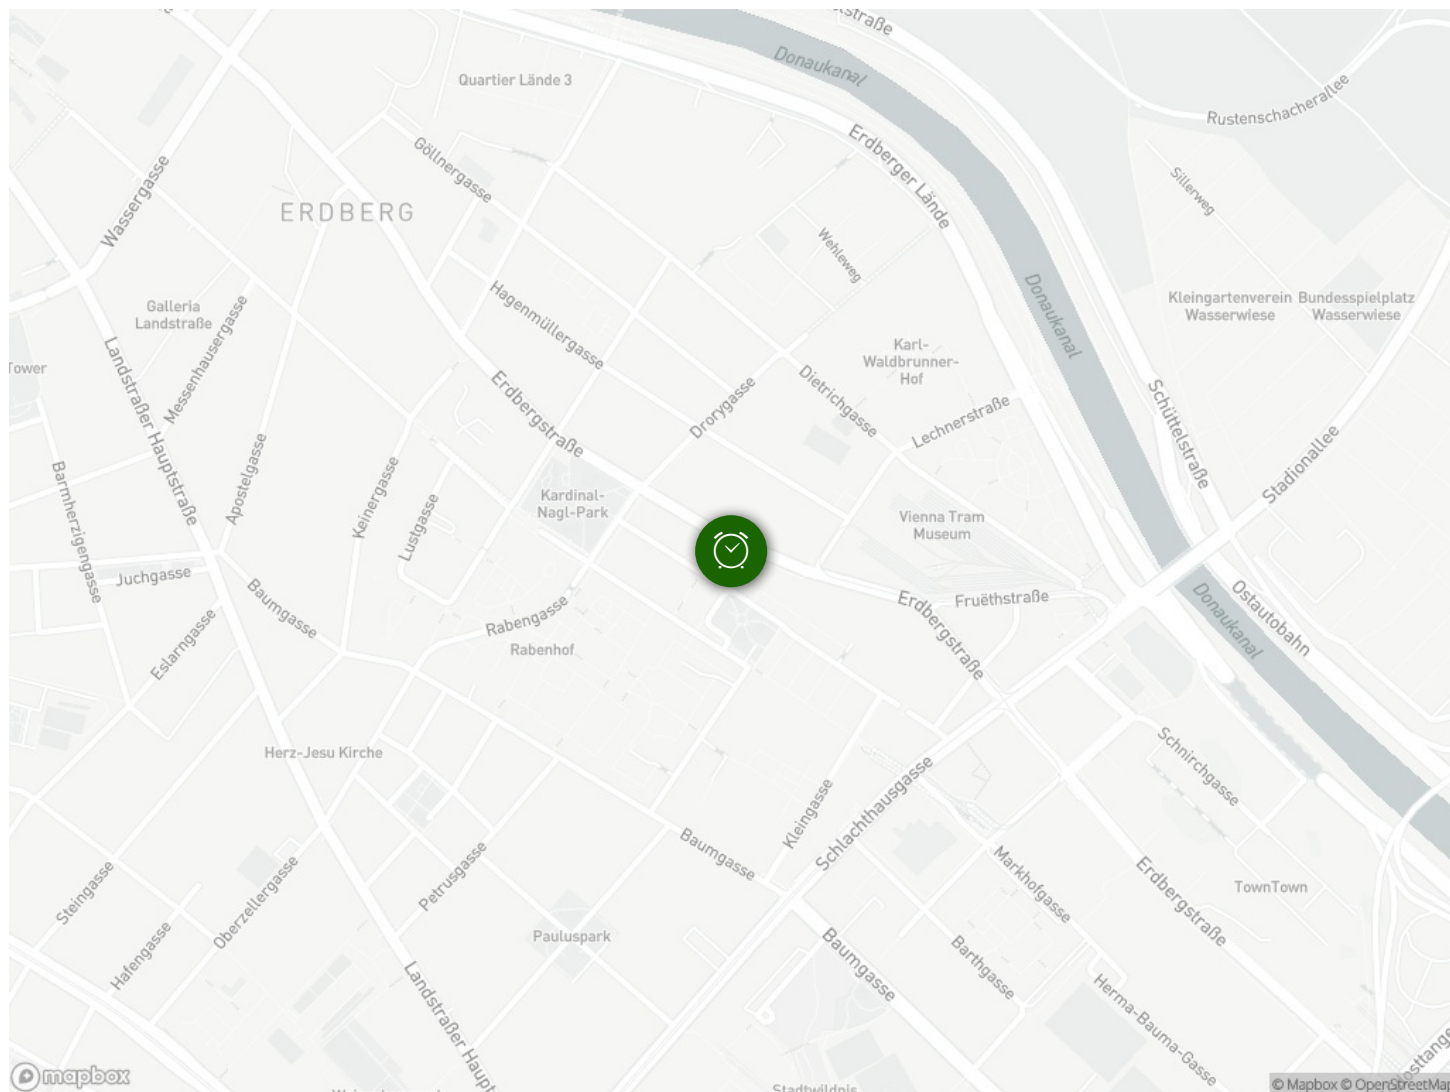 Donaukanal
Quartier Lände 3
Rustenschacherallee
Erdberger Lände
Göllnergasse
Sillerweg
Wassergasse
ERDBERG
Wehleweg
Galleria
Landstraße
Messenhausergasse
Hagenmüllergasse
Donaukanal
Kleingartenverein
Wasserwiese
Bundesspielplatz
Wasserwiese
Karl-
Waldbrunner-
Hof
Tower
Landstraßer Hauptstraße
Erdbergstraße
Drorygasse
Dietrichgasse
Lechnerstraße
Schüttelstraße
Stadionallee
Barmherzigengasse
Apostelgasse
Keinergasse
Lustgasse
Kardinal-
Nagl-Park
Vienna Tram
Museum
Juchgasse
Baumgasse
Rabengasse
Rabenhof
Eslarngasse
Erdbergstraße
Fruëthstraße
Donaukanal
Ostautobahn
Herz-Jesu Kirche
Schnirchgasse
Kleingasse
Schlachthausgasse
Baumgasse
Petrusgasse
Markhofgasse
Erdbergstraße
TownTown
Steingasse
Hafengasse
Oberzellergasse
Pauluspark
Baumgasse
Barthgasse
Herma-Bauma-Gasse
Landstraßer Haupt
mapbox
Stadtwildnis
© Mapbox © OpenStreetMap